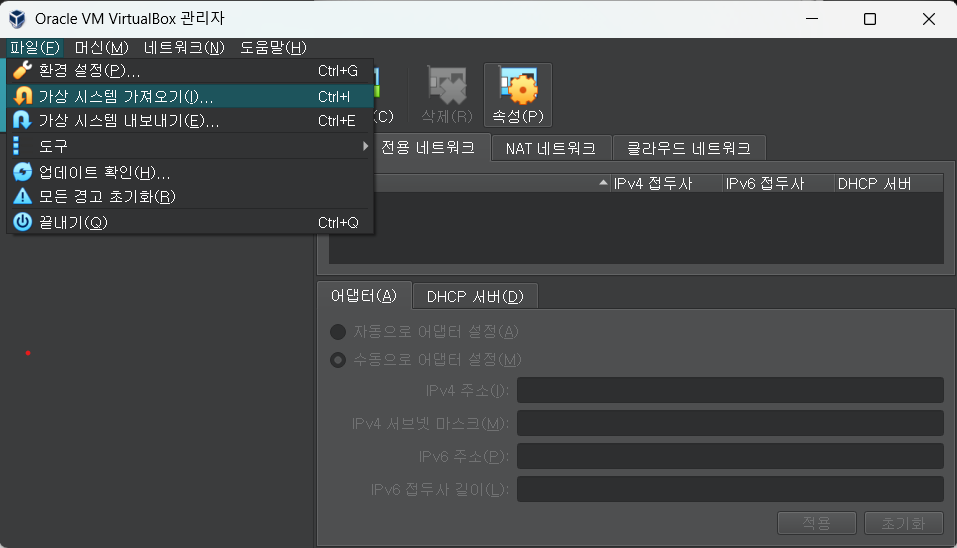 Oracle VM VirtualBox 관리자
파일(F) 머신(M) 네트워크(N) 도움말(H)
환경 설정(P)... Ctrl+G
가상 시스템 가져오기(I)... Ctrl+I
가상 시스템 내보내기(E)... Ctrl+E
도구
업데이트 확인(H)...
모든 경고 초기화(R)
끝내기(Q) Ctrl+Q
(C) 삭제(R) 속성(P)
전용 네트워크 NAT 네트워크 클라우드 네트워크
IPv4 접두사 IPv6 접두사 DHCP 서버
어댑터(A) DHCP 서버(D)
자동으로 어댑터 설정(A)
수동으로 어댑터 설정(M)
IPv4 주소(I):
IPv4 서브넷 마스크(M):
IPv6 주소(P):
IPv6 접두사 길이(L):
적용 초기화